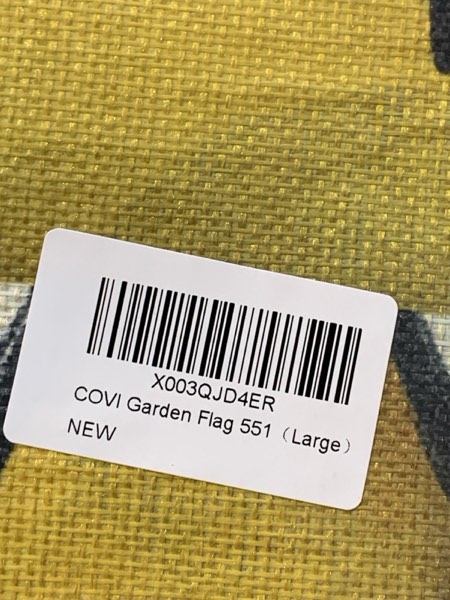 X003QJD4ER
COVI Garden Flag 551（Large）
NEW